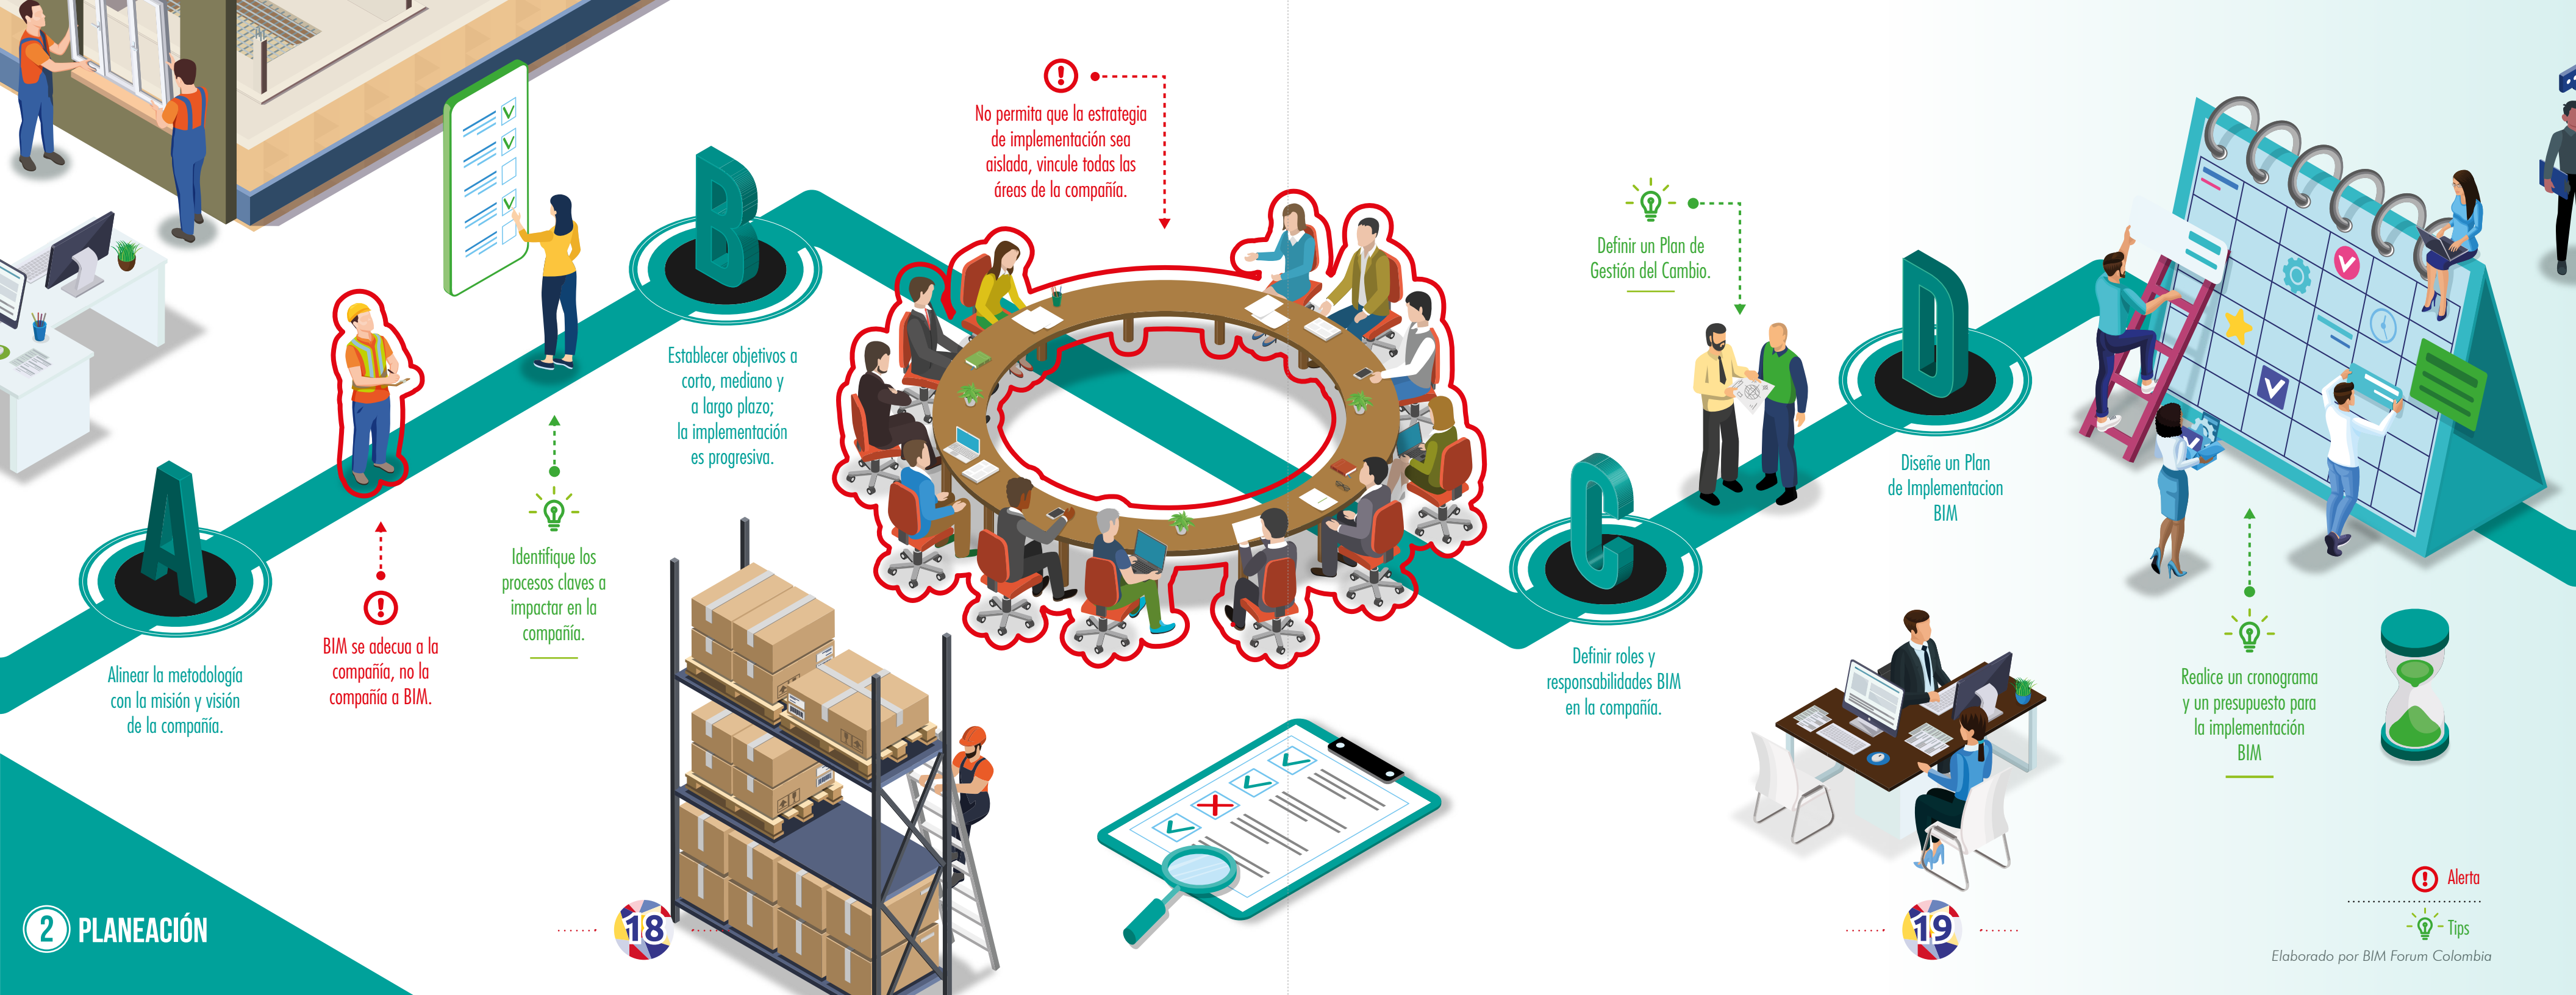 Alinear la metodología
con la misión y visión
de la compañía.
BIM se adecua a la
compañía, no la
compañía a BIM.
Identifique los
procesos claves a
impactar en la
compañía.
Establecer objetivos a
corto, mediano y
a largo plazo;
la implementación
es progresiva.
No permita que la estrategia
de implementación sea
aislada, vincule todas las
áreas de la compañía.
Definir roles y
responsabilidades BIM
en la compañía.
Definir un Plan de
Gestión del Cambio.
Diseñe un Plan
de Implementacion
BIM
Realice un cronograma
y un presupuesto para
la implementación
BIM
A
B
C
D
2 PLANEACIÓN
18
19
Alerta
Tips
Elaborado por BIM Forum Colombia